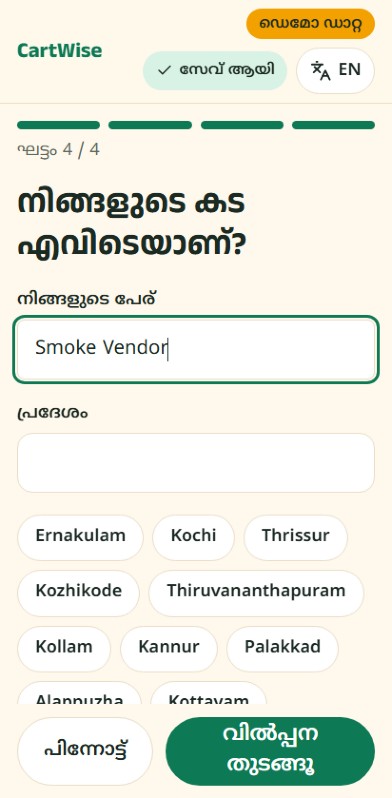 ഡെമോ ഡാറ്റ
CartWise
സേവ് ആയി
EN
ഘട്ടം 4 / 4
നിങ്ങളുടെ കട
എവിടെയാണ്?
നിങ്ങളുടെ പേര്
Smoke Vendor
പ്രദേശം
Ernakulam Kochi Thrissur
Kozhikode Thiruvananthapuram
Kollam Kannur Palakkad
Alappuzha Kottayam
പിന്നോട്ട്
വിൽപ്പന
തുടങ്ങൂ